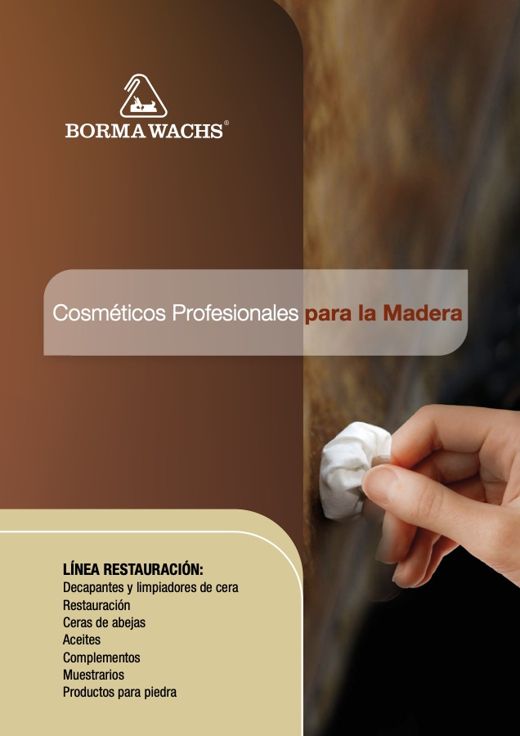 BORMA WACHS®
Cosméticos Profesionales para la Madera
LÍNEA RESTAURACIÓN:
Decapantes y limpiadores de cera
Restauración
Ceras de abejas
Aceites
Complementos
Muestrarios
Productos para piedra